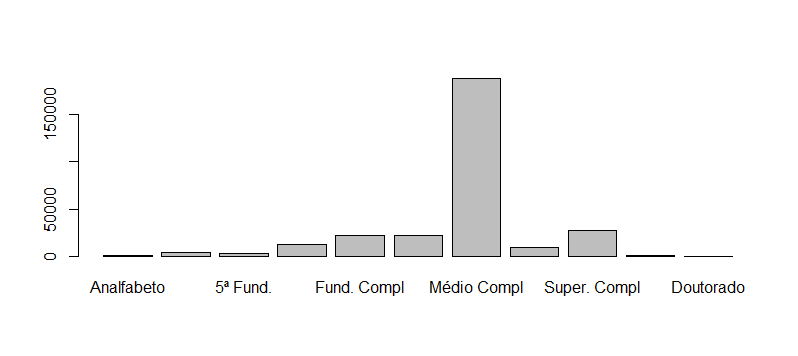 150000
50000
0
Analfabeto 5ª Fund. Fund. Compl Médio Compl Super. Compl Doutorado